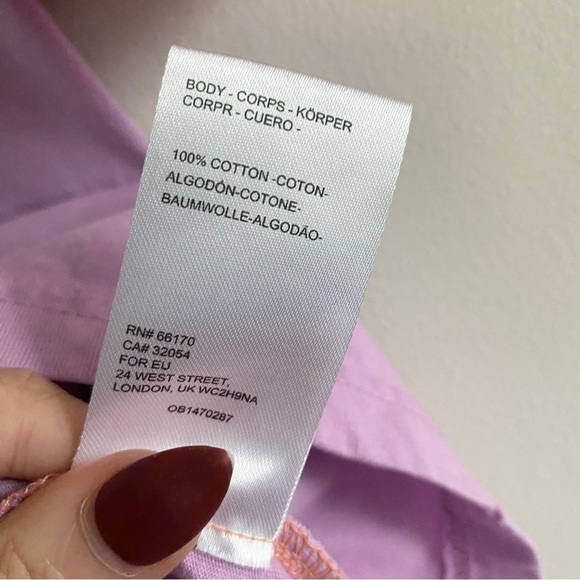 BODY - CORPS - KÖRPER
CORPR - CUERO -
100% COTTON -COTON-
ALGODÓN-COTONE-
BAUMWOLLE-ALGODÃO-
RN# 66170
CA# 32054
FOR EU
24 WEST STREET,
LONDON, UK WC2H9NA
OB1470287